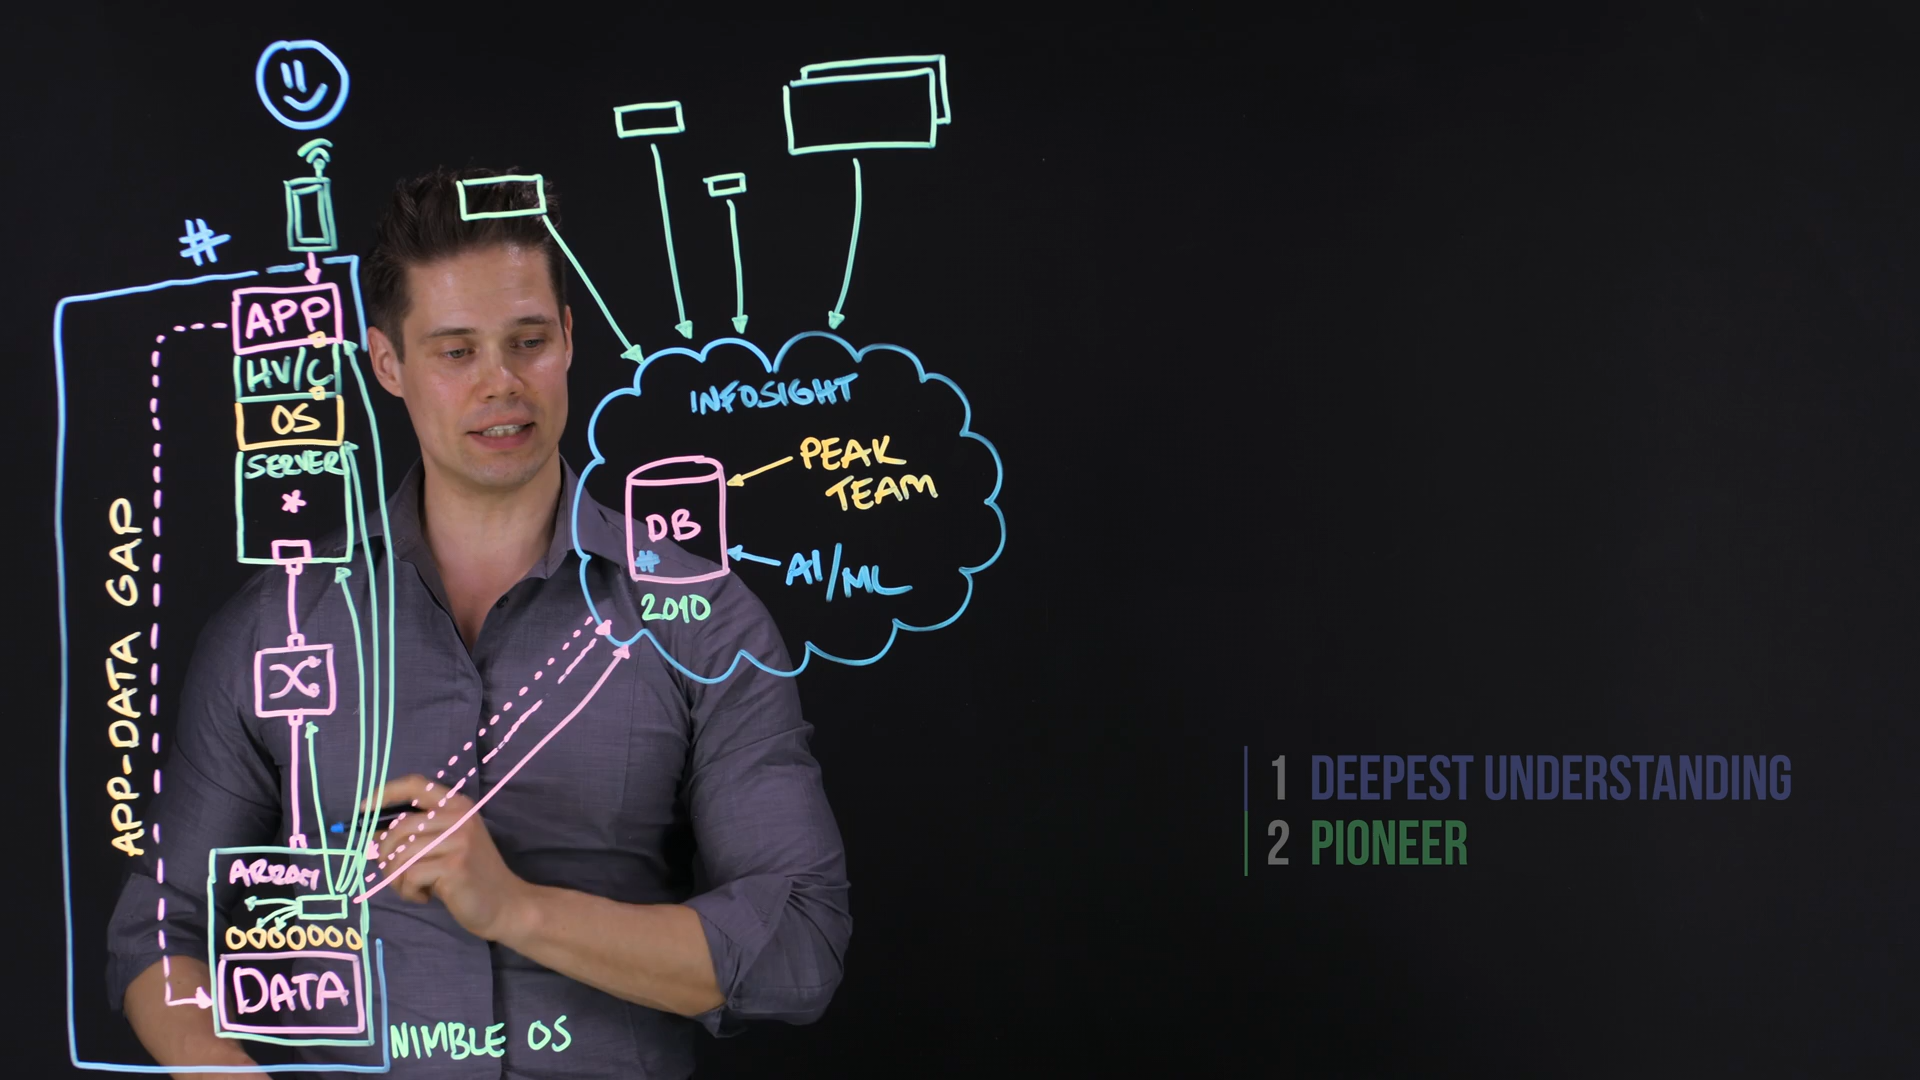 #
APP
HV/C
OS
SERVER
*
APP-DATA GAP
ARRAY
0000000
DATA
NIMBLE OS
INFOSIGHT
PEAK
TEAM
DB
#
AI/ML
2010
1 DEEPEST UNDERSTANDING
2 PIONEER